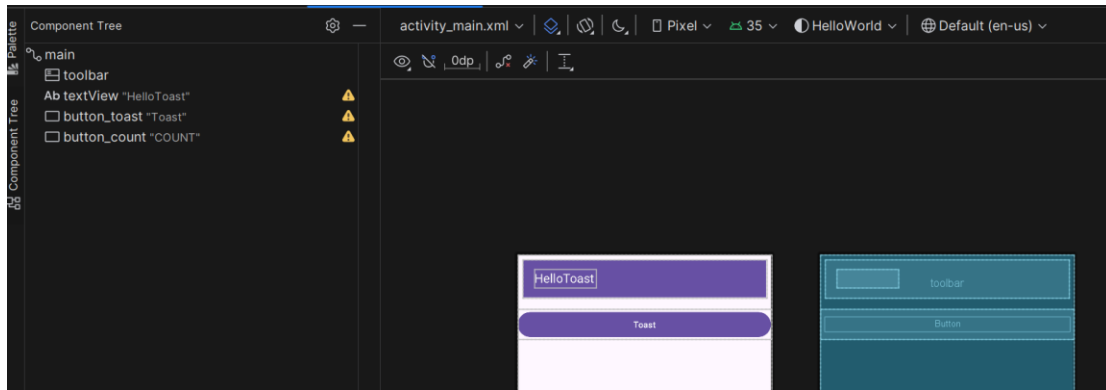 Palette
Component Tree
Component Tree
main
toolbar
Ab textView "HelloToast"
button_toast "Toast"
button_count "COUNT"
activity_main.xml
Pixel
35
HelloWorld
Default (en-us)
0dp
HelloToast
Toast
toolbar
Button